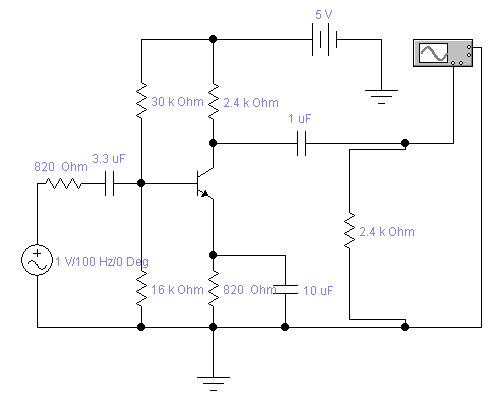 5 V
30 k Ohm
2.4 k Ohm
1 uF
820 Ohm
3.3 uF
2.4 k Ohm
1 V/100 Hz/0 Deg
16 k Ohm
820 Ohm
10 uF